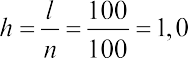 h = l/n = 100/100 = 1,0